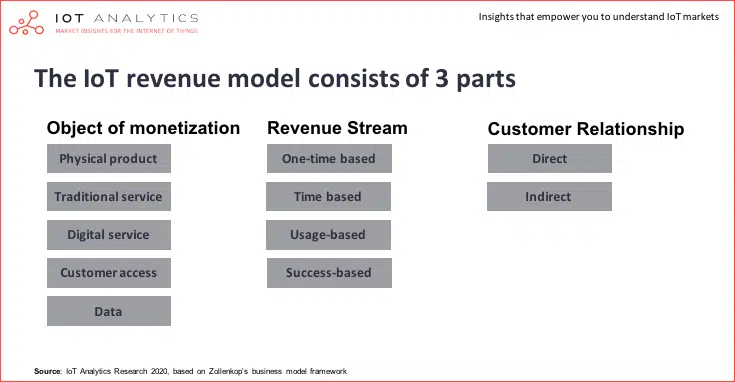 IOT ANALYTICS
MARKET INSIGHTS FOR THE INTERNET OF THINGS
Insights that empower you to understand IoT markets
The IoT revenue model consists of 3 parts
Object of monetization
Physical product
Traditional service
Digital service
Customer access
Data
Revenue Stream
One-time based
Time based
Usage-based
Success-based
Customer Relationship
Direct
Indirect
Source: IoT Analytics Research 2020, based on Zollenkop's business model framework